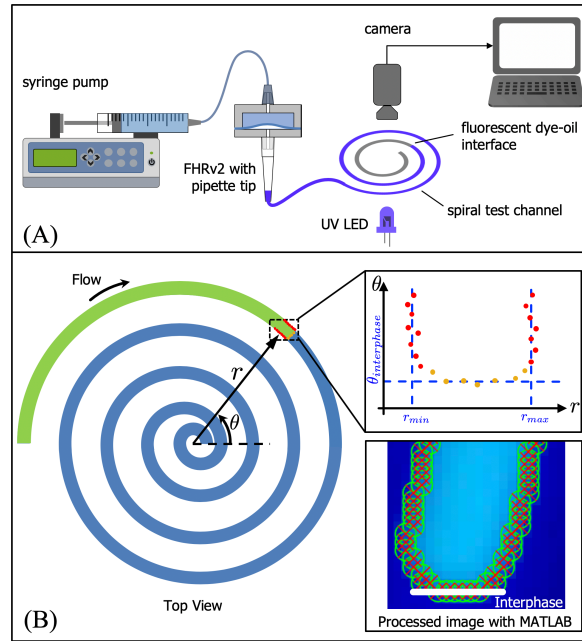 camera
syringe pump
fluorescent dye-oil
interface
FHRv2 with
pipette tip
UV LED
spiral test channel
(A)
Flow
r
θ
Top View
(B)
θ
θinterphase
r
rmin
rmax
Interphase
Processed image with MATLAB